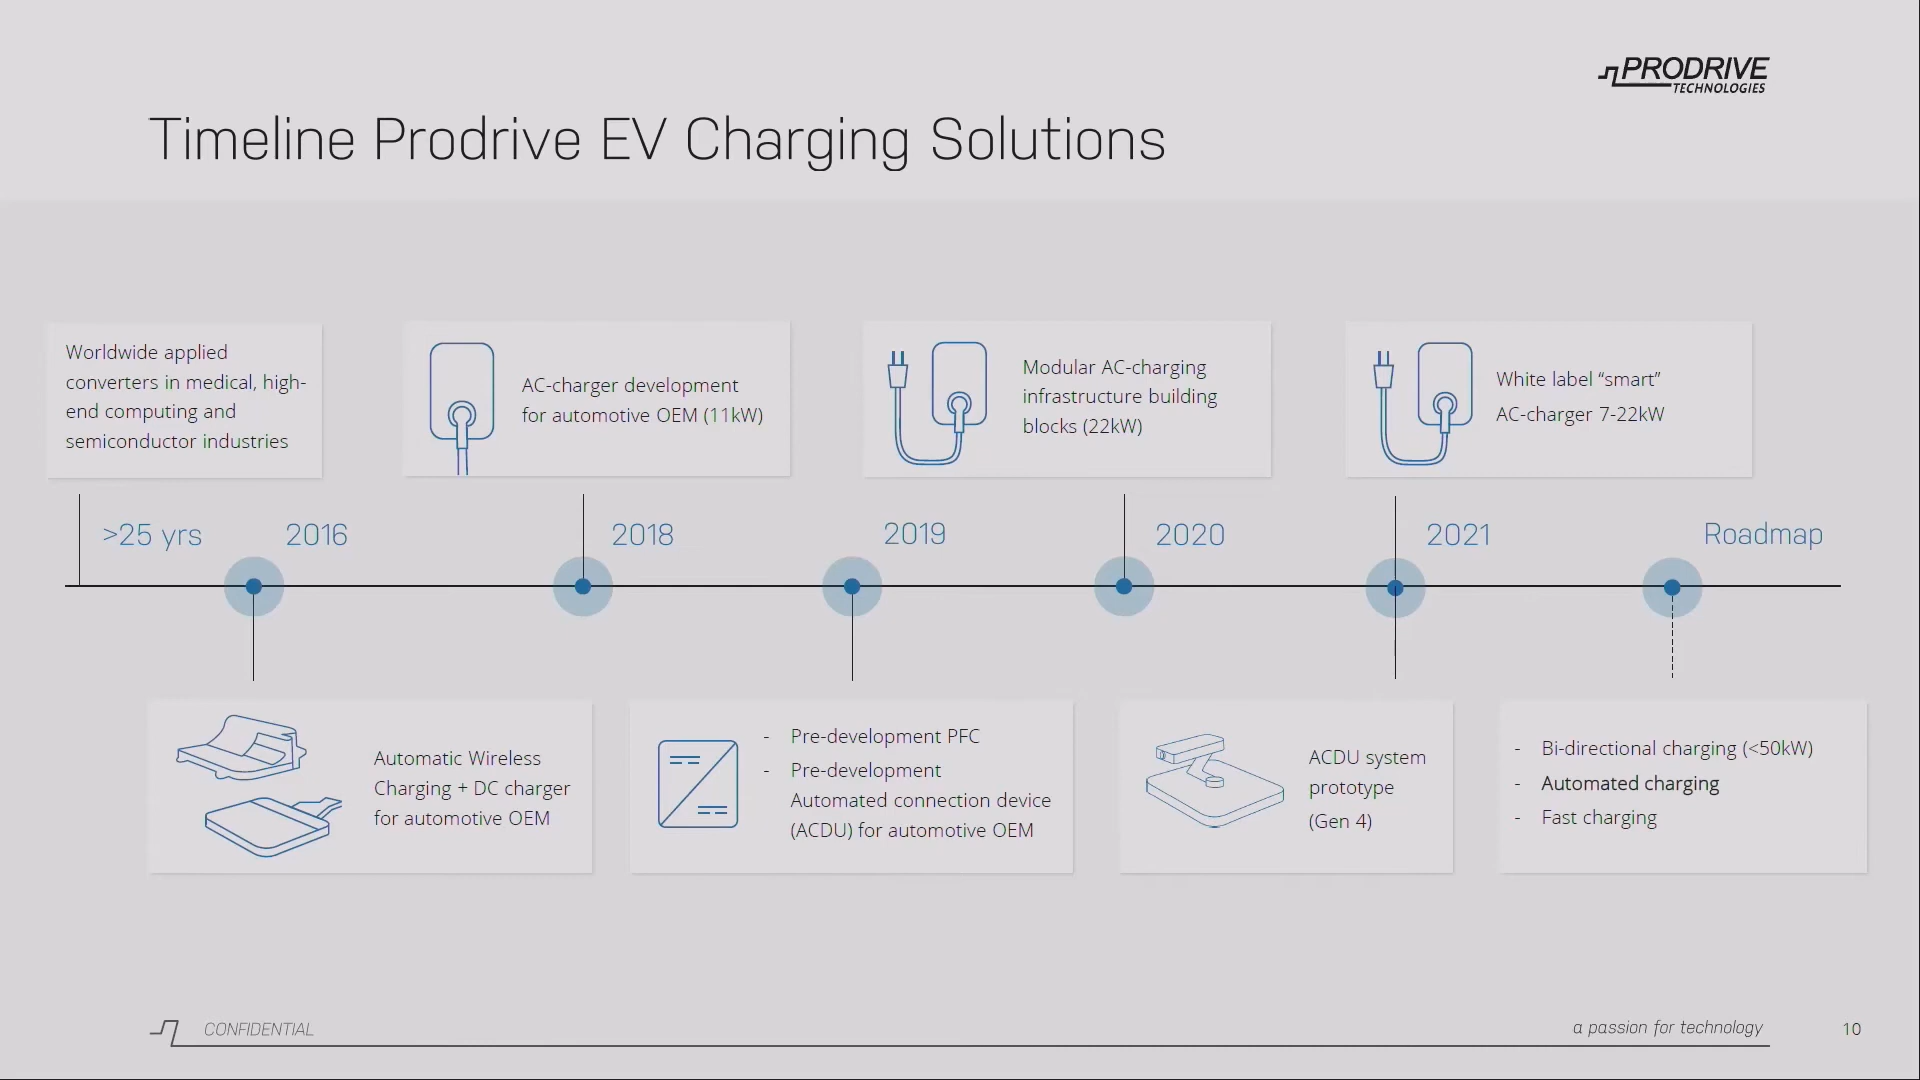 PRODRIVE
TECHNOLOGIES
Timeline Prodrive EV Charging Solutions
Worldwide applied
converters in medical, high-
end computing and
semiconductor industries
AC-charger development
for automotive OEM (11kW)
Modular AC-charging
infrastructure building
blocks (22kW)
White label “smart”
AC-charger 7-22kW
>25 yrs
2016
2018
2019
2020
2021
Roadmap
Automatic Wireless
Charging + DC charger
for automotive OEM
- Pre-development PFC
- Pre-development
Automated connection device
(ACDU) for automotive OEM
ACDU system
prototype
(Gen 4)
- Bi-directional charging (<50kW)
- Automated charging
- Fast charging
CONFIDENTIAL
a passion for technology
10